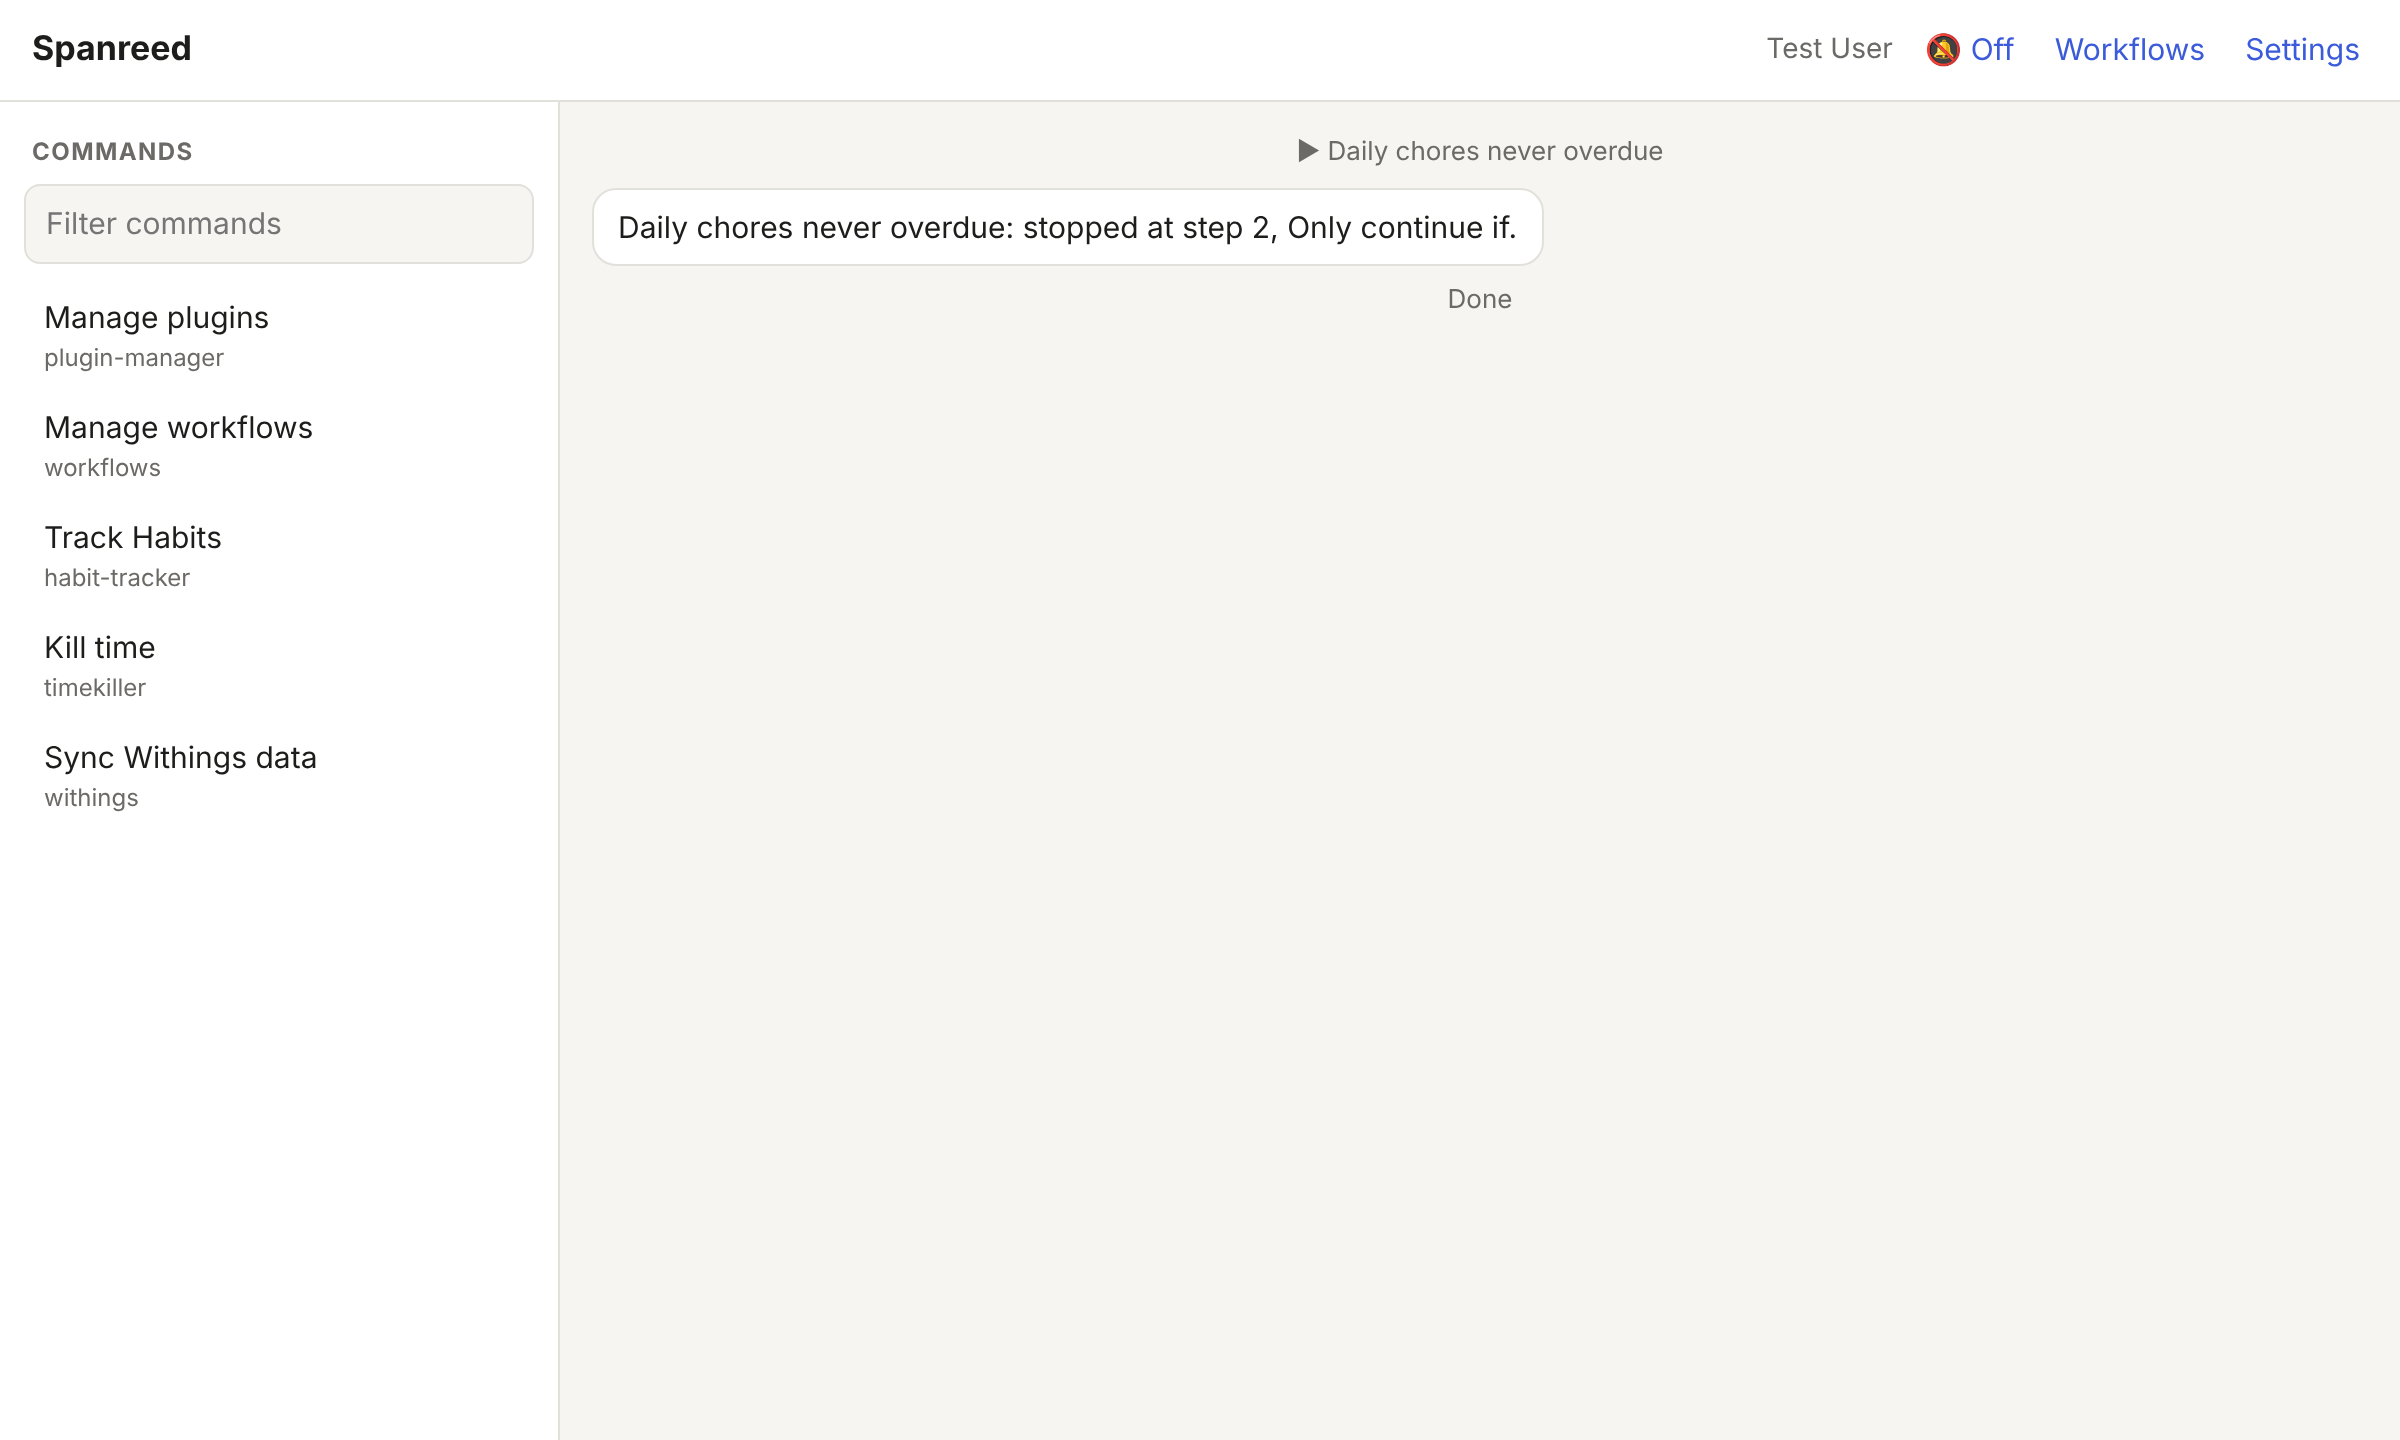 Spanreed
Test User
🔕 Off
Workflows
Settings
COMMANDS
Filter commands
Manage plugins
plugin-manager
Manage workflows
workflows
Track Habits
habit-tracker
Kill time
timekiller
Sync Withings data
withings
▶ Daily chores never overdue
Daily chores never overdue: stopped at step 2, Only continue if.
Done